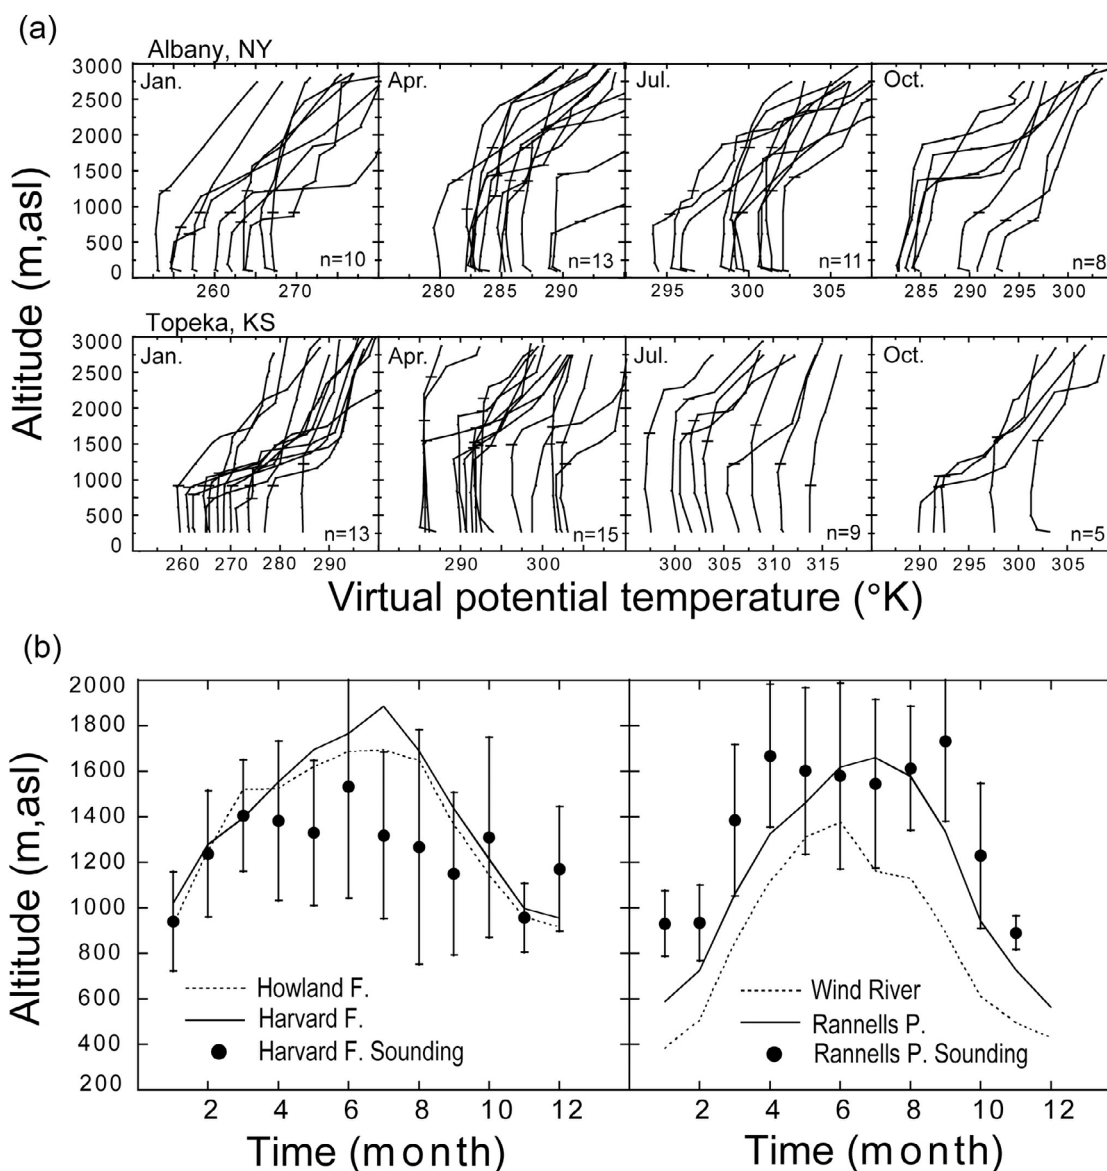 (a)
Albany, NY
Jan. Apr. Jul. Oct.
3000
2500
2000
1500
1000
500
0
n=10 n=13 n=11 n=8
260 270 280 285 290 295 300 305 285 290 295 300
Topeka, KS
Jan. Apr. Jul. Oct.
3000
2500
2000
1500
1000
500
0
n=13 n=15 n=9 n=5
250 260 270 280 290 290 300 300 305 310 315 290 295 300 305
Altitude (m,asl)
Virtual potential temperature (°K)
(b)
2000
1800
1600
1400
1200
1000
800
600
400
200
Altitude (m,asl)
Howland F.
Harvard F.
Harvard F. Sounding
Wind River
Rannells P.
Rannells P. Sounding
2 4 6 8 10 12 2 4 6 8 10 12
Time (month) Time (month)